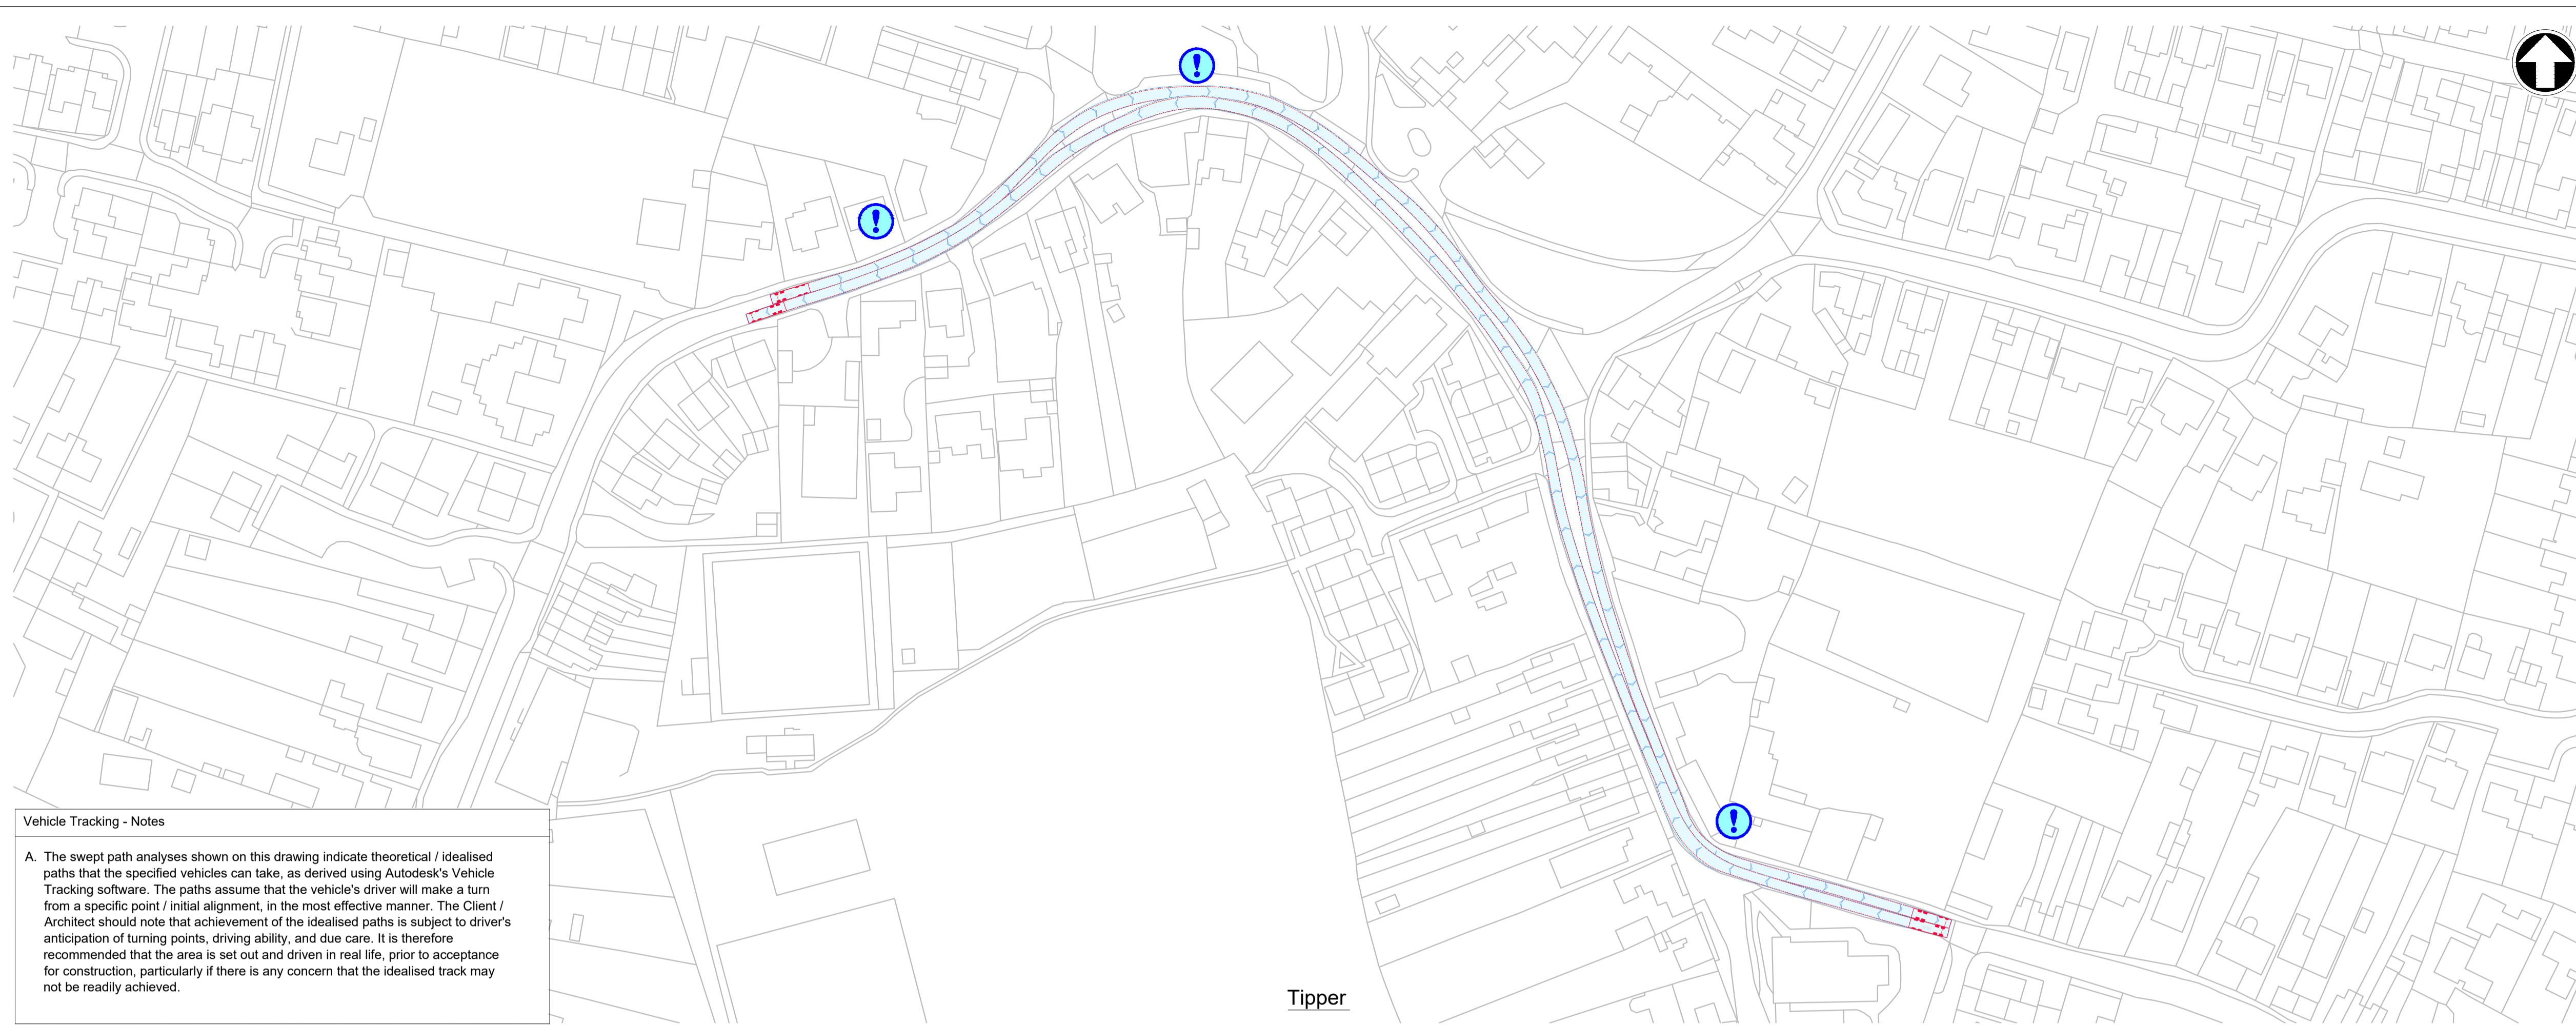 Vehicle Tracking - Notes
A. The swept path analyses shown on this drawing indicate theoretical / idealised
paths that the specified vehicles can take, as derived using Autodesk's Vehicle
Tracking software. The paths assume that the vehicle's driver will make a turn
from a specific point / initial alignment, in the most effective manner. The Client /
Architect should note that achievement of the idealised paths is subject to driver's
anticipation of turning points, driving ability, and due care. It is therefore
recommended that the area is set out and driven in real life, prior to acceptance
for construction, particularly if there is any concern that the idealised track may
not be readily achieved.
Tipper